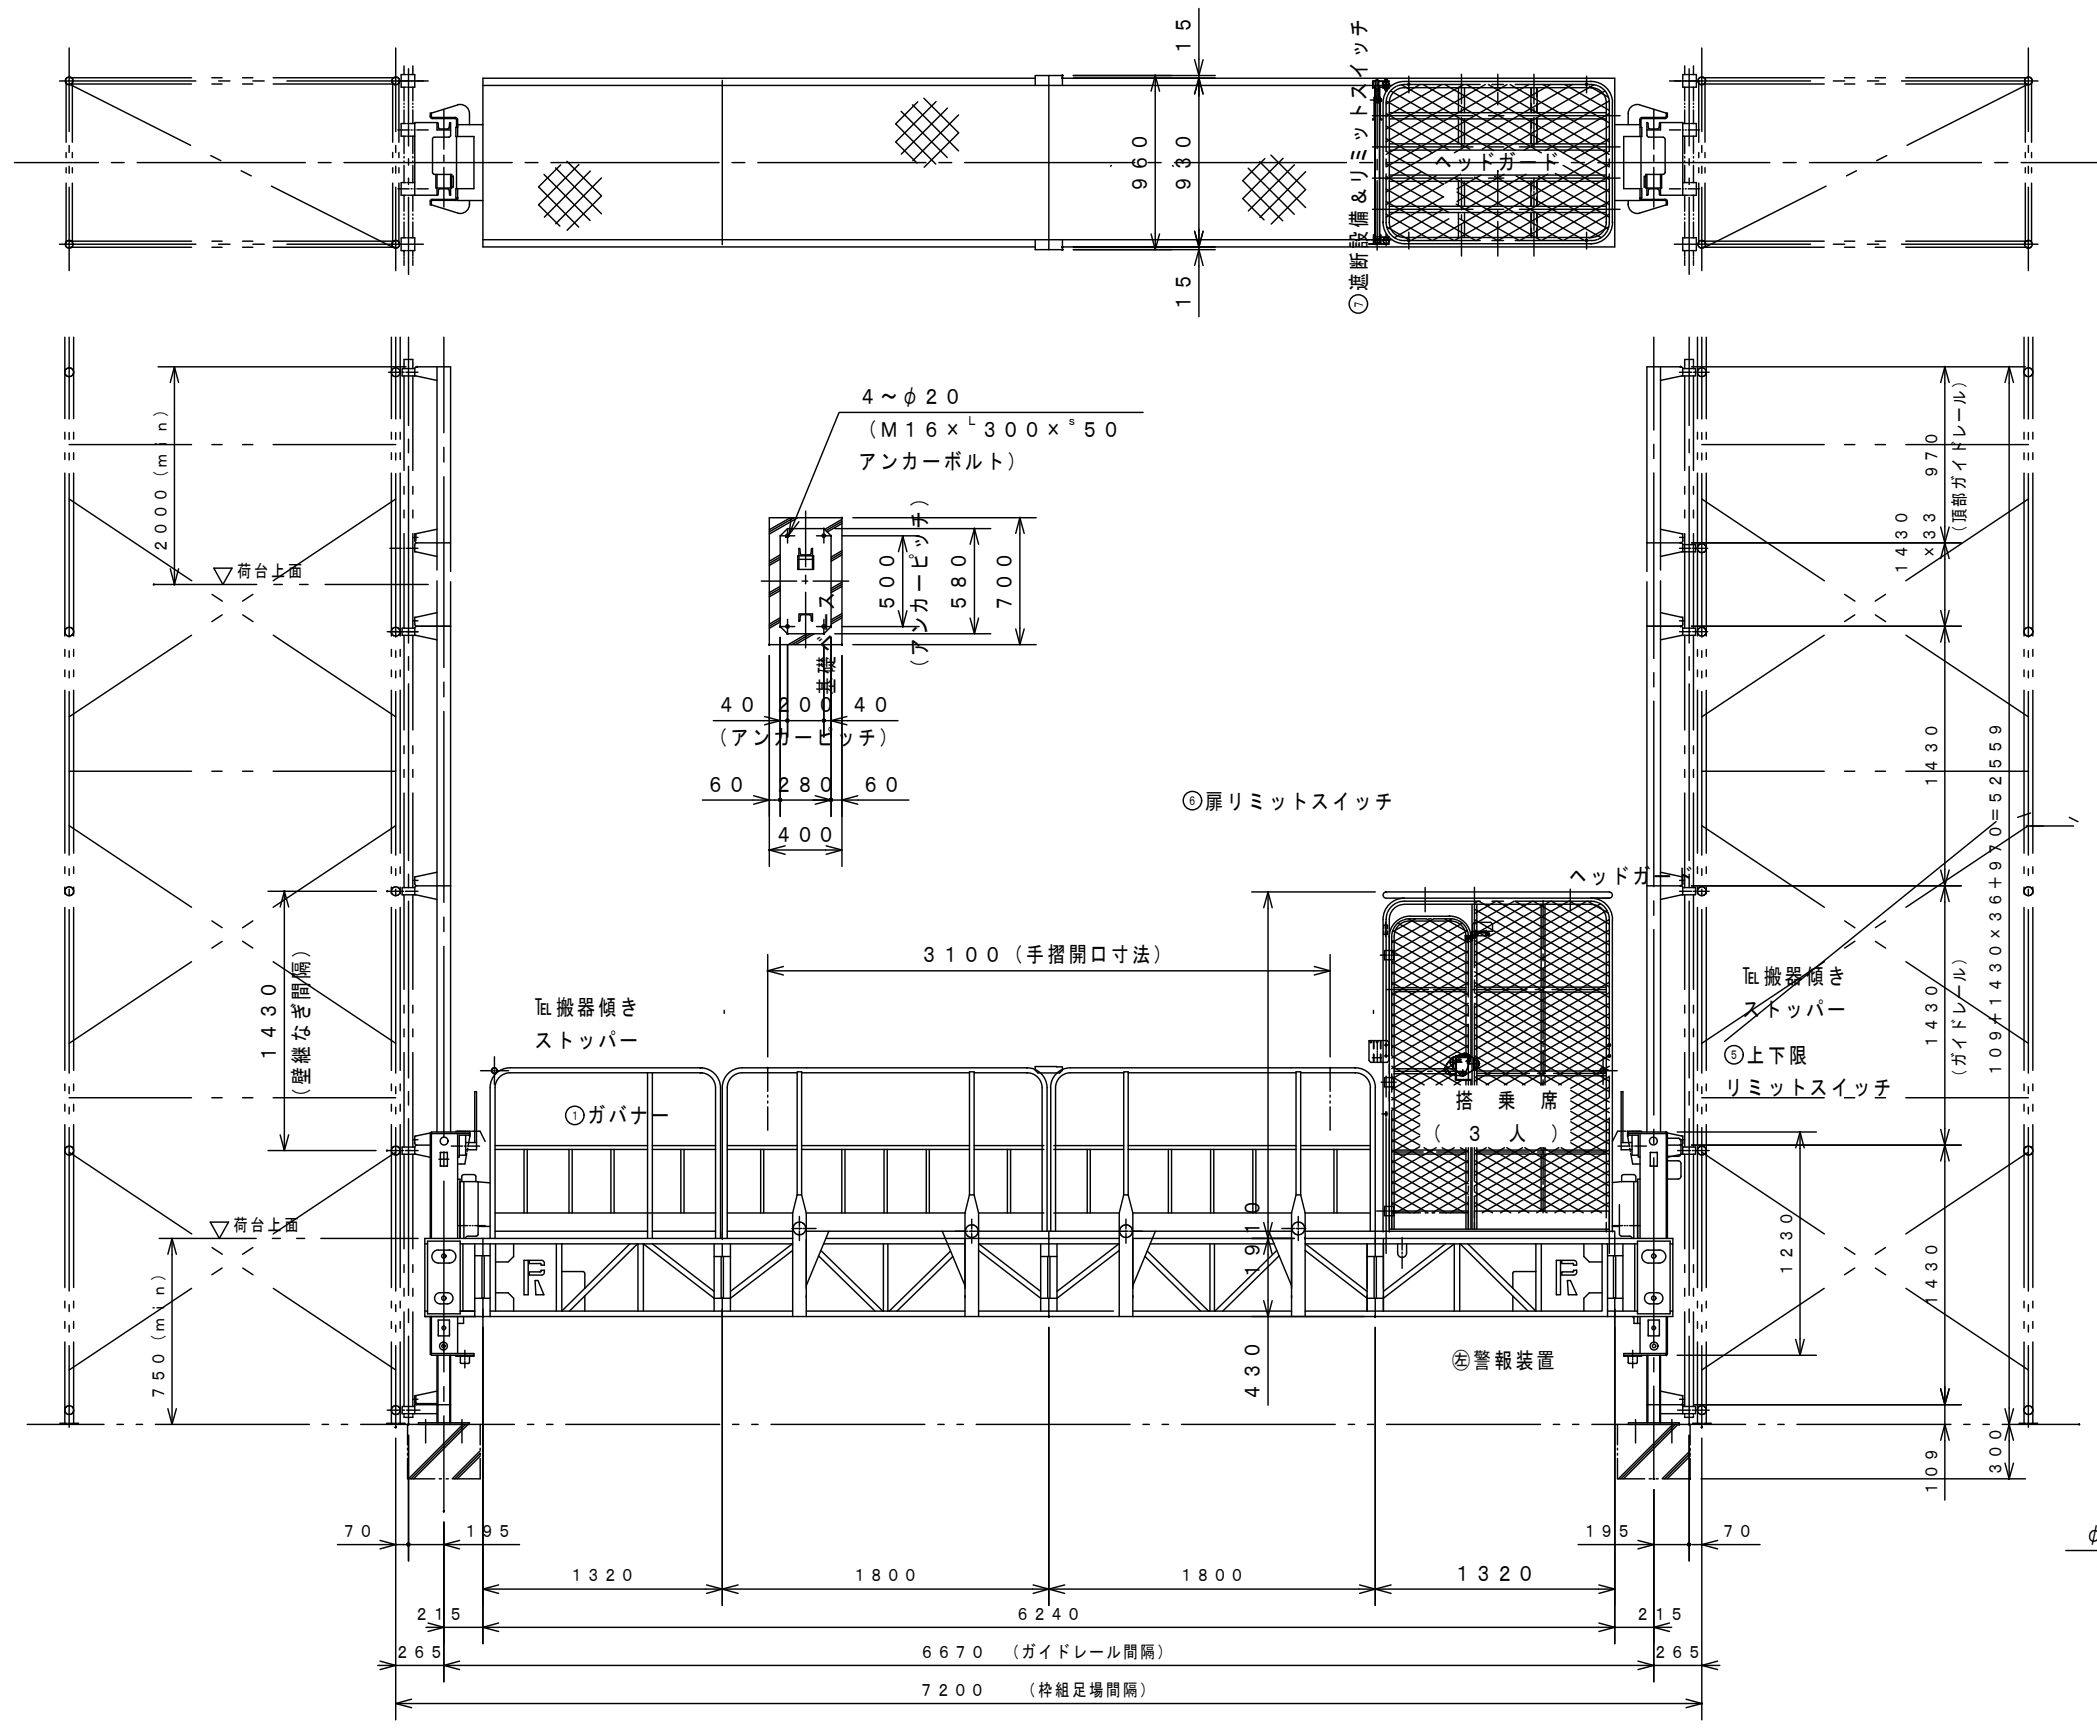 15
960
930
15
⑦遮断設備&リミットスイッチ
ヘッドガード
4～φ20
(M16×ᴸ300×ˢ50
アンカーボルト)
2000(min)
荷台上面
500
(アンカーピッチ)
580
700
基礎ベース
40 200 40
(アンカーピッチ)
60 280 60
400
970
(頂部ガイドレール)
1430
×33
1430
109+1430×36+970=52559
⑥扉リミットスイッチ
ヘッドガード
3100(手摺開口寸法)
1430
(壁継なぎ間隔)
℡搬器傾き
ストッパー
℡搬器傾き
ストッパー
1430
(ガイドレール)
⑤上下限
リミットスイッチ
①ガバナー
搭 乗 席
( 3 人 )
荷台上面
750(min)
1910
430
1230
1430
㊧警報装置
109
300
70 195
195 70
φ
1320 1800 1800 1320
215 6240 215
265 6670 (ガイドレール間隔) 265
7200 (枠組足場間隔)